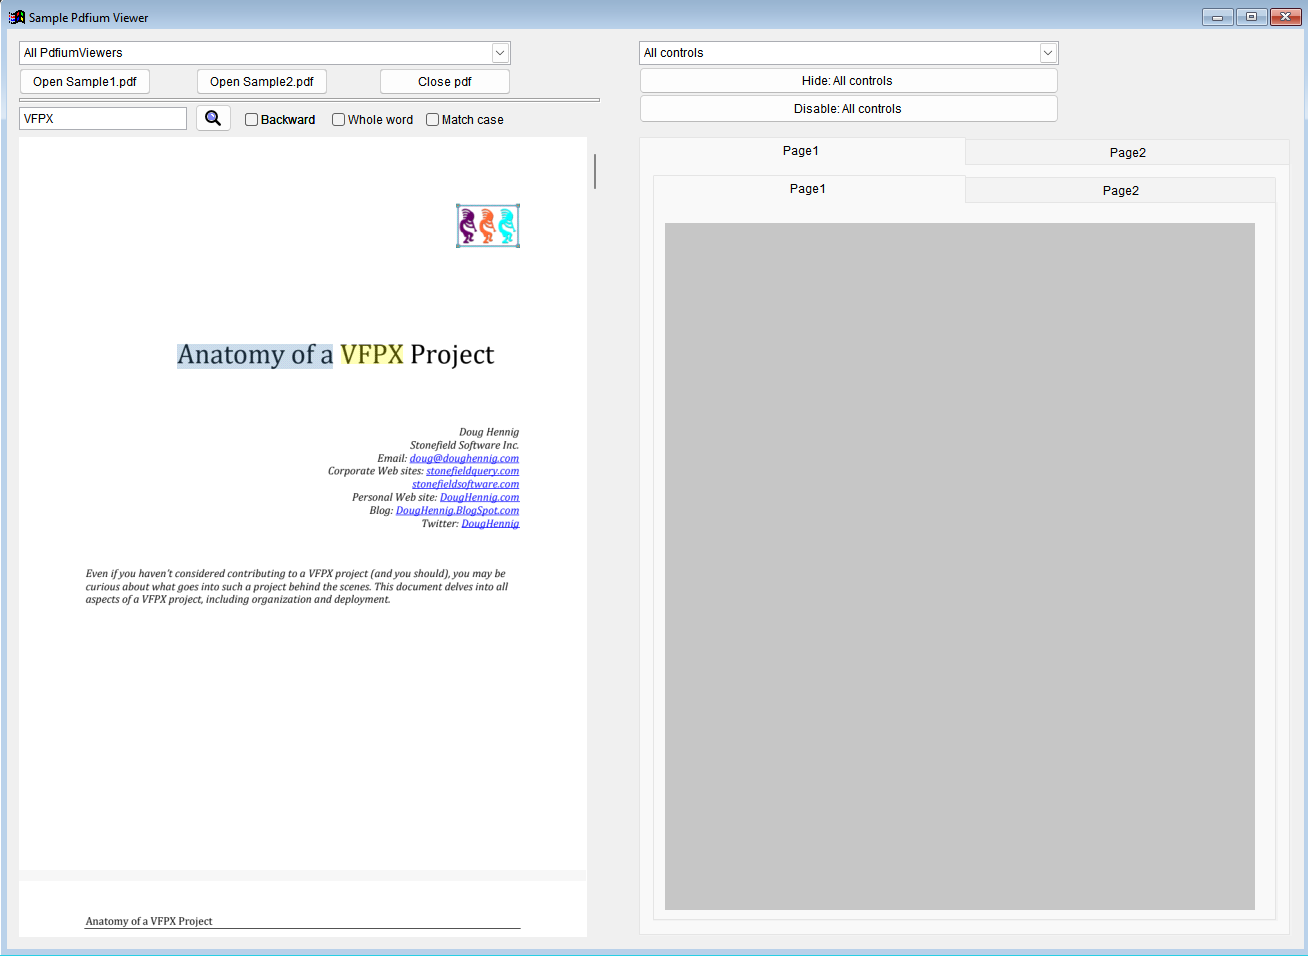 Sample Pdfium Viewer
All PdfiumViewers
Open Sample1.pdf
Open Sample2.pdf
Close pdf
VFPX
Backward
Whole word
Match case
Anatomy of a VFPX Project
Doug Hennig
Stonefield Software Inc.
Email: doug@doughennig.com
Corporate Web sites: stonefieldquery.com
stonefieldsoftware.com
Personal Web site: DougHennig.com
Blog: DougHennig.BlogSpot.com
Twitter: DougHennig
Even if you haven't considered contributing to a VFPX project (and you should), you may be
curious about what goes into such a project behind the scenes. This document delves into all
aspects of a VFPX project, including organization and deployment.
Anatomy of a VFPX Project
All controls
Hide: All controls
Disable: All controls
Page1
Page2
Page1
Page2